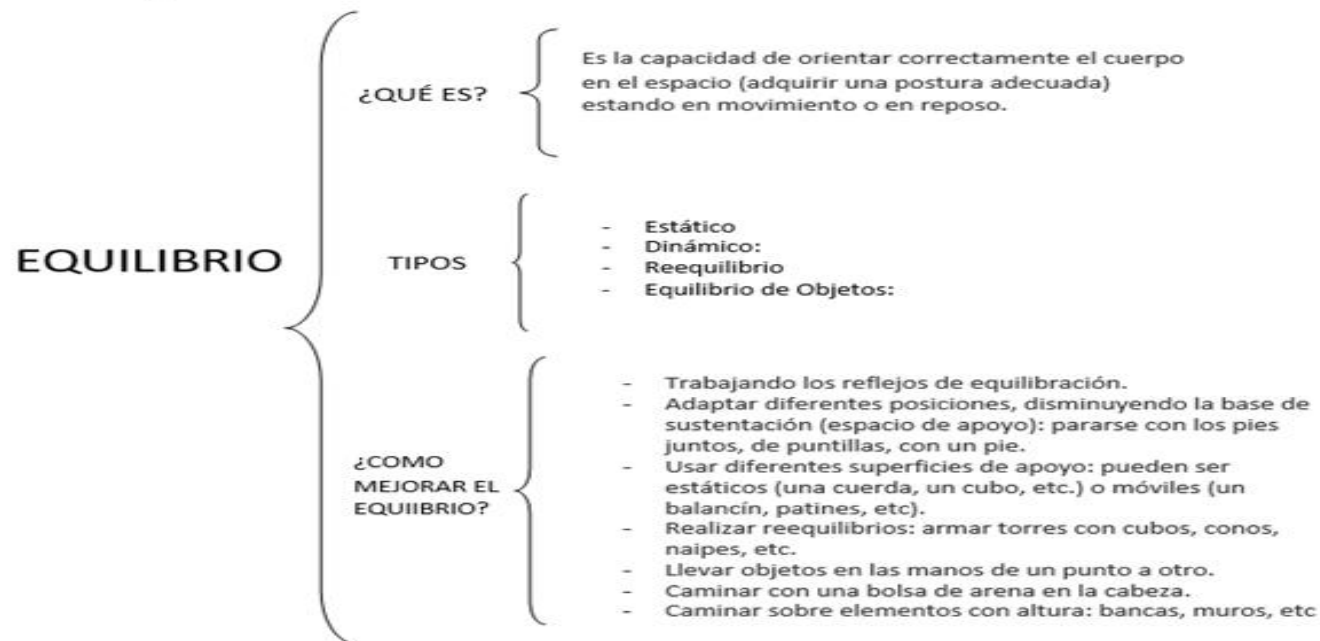 EQUILIBRIO
¿QUÉ ES?
Es la capacidad de orientar correctamente el cuerpo
en el espacio (adquirir una postura adecuada)
estando en movimiento o en reposo.
TIPOS
- Estático
- Dinámico:
- Reequilibrio
- Equilibrio de Objetos:
¿COMO
MEJORAR EL
EQUIIBRIO?
- Trabajando los reflejos de equilibración.
- Adaptar diferentes posiciones, disminuyendo la base de
sustentación (espacio de apoyo): pararse con los pies
juntos, de puntillas, con un pie.
- Usar diferentes superficies de apoyo: pueden ser
estáticos (una cuerda, un cubo, etc.) o móviles (un
balancín, patines, etc).
- Realizar reequilibrios: armar torres con cubos, conos,
naipes, etc.
- Llevar objetos en las manos de un punto a otro.
- Caminar con una bolsa de arena en la cabeza.
- Caminar sobre elementos con altura: bancas, muros, etc